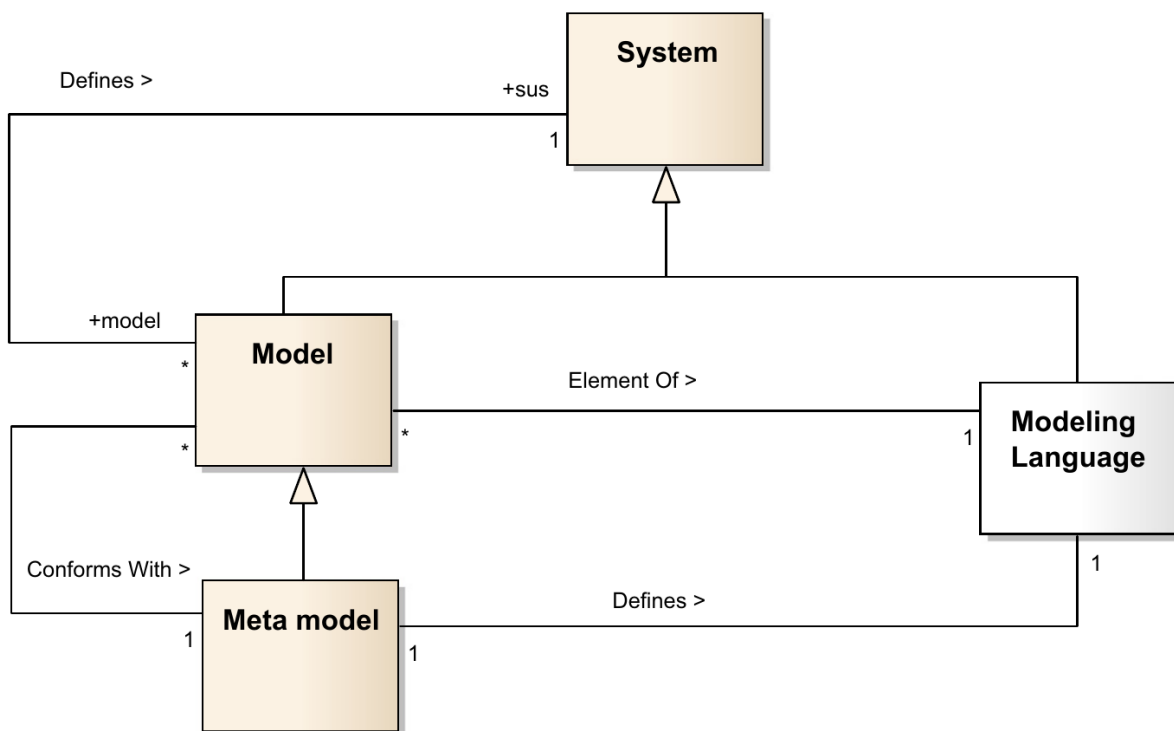 System
Defines >
+sus
1
+model
*
Model
Element Of >
*
1
Modeling
Language
*
Conforms With >
1
Meta model
1
Defines >
1